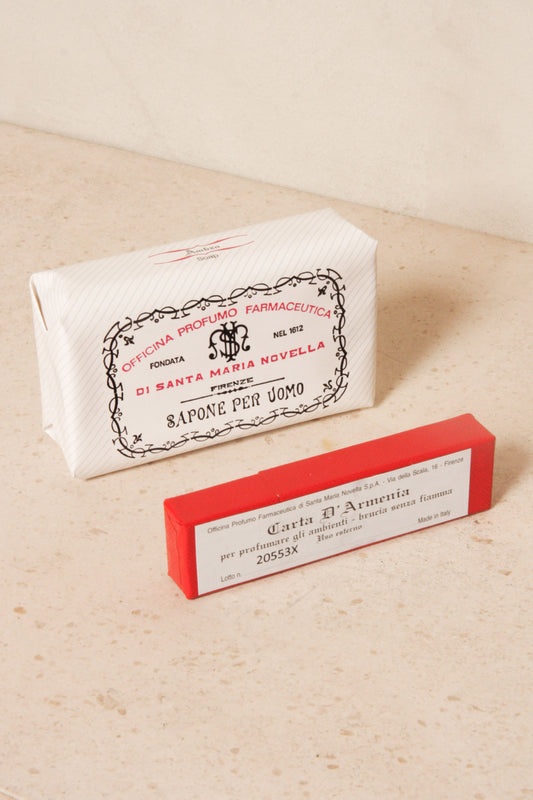 Ambra
Soap
OFFICINA PROFUMO FARMACEUTICA
FONDATA
NEL 1612
DI SANTA MARIA NOVELLA
FIRENZE
SAPONE PER UOMO
Officina Profumo Farmaceutica di Santa Maria Novella S.p.A. - Via della Scala, 16 - Firenze
Carta D'Armenia
per profumare gli ambienti - brucia senza fiamma
Uso esterno
Lotto n.
20553X
Made in Italy